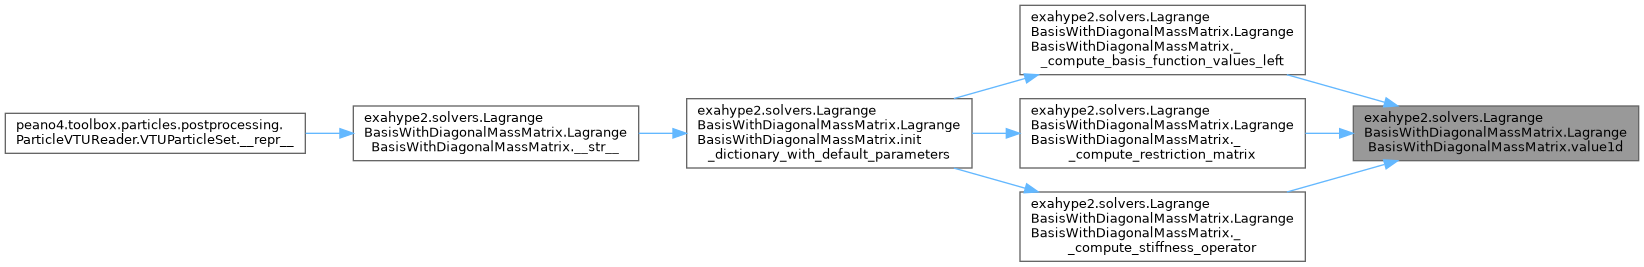 peano4.toolbox.particles.postprocessing.
ParticleVTUReader.VTUParticleSet.__repr__
exahype2.solvers.Lagrange
BasisWithDiagonalMassMatrix.Lagrange
BasisWithDiagonalMassMatrix.__str__
exahype2.solvers.Lagrange
BasisWithDiagonalMassMatrix.Lagrange
BasisWithDiagonalMassMatrix.init
_dictionary_with_default_parameters
exahype2.solvers.Lagrange
BasisWithDiagonalMassMatrix.Lagrange
BasisWithDiagonalMassMatrix._
_compute_basis_function_values_left
exahype2.solvers.Lagrange
BasisWithDiagonalMassMatrix.Lagrange
BasisWithDiagonalMassMatrix._
_compute_restriction_matrix
exahype2.solvers.Lagrange
BasisWithDiagonalMassMatrix.Lagrange
BasisWithDiagonalMassMatrix._
_compute_stiffness_operator
exahype2.solvers.Lagrange
BasisWithDiagonalMassMatrix.Lagrange
BasisWithDiagonalMassMatrix.value1d